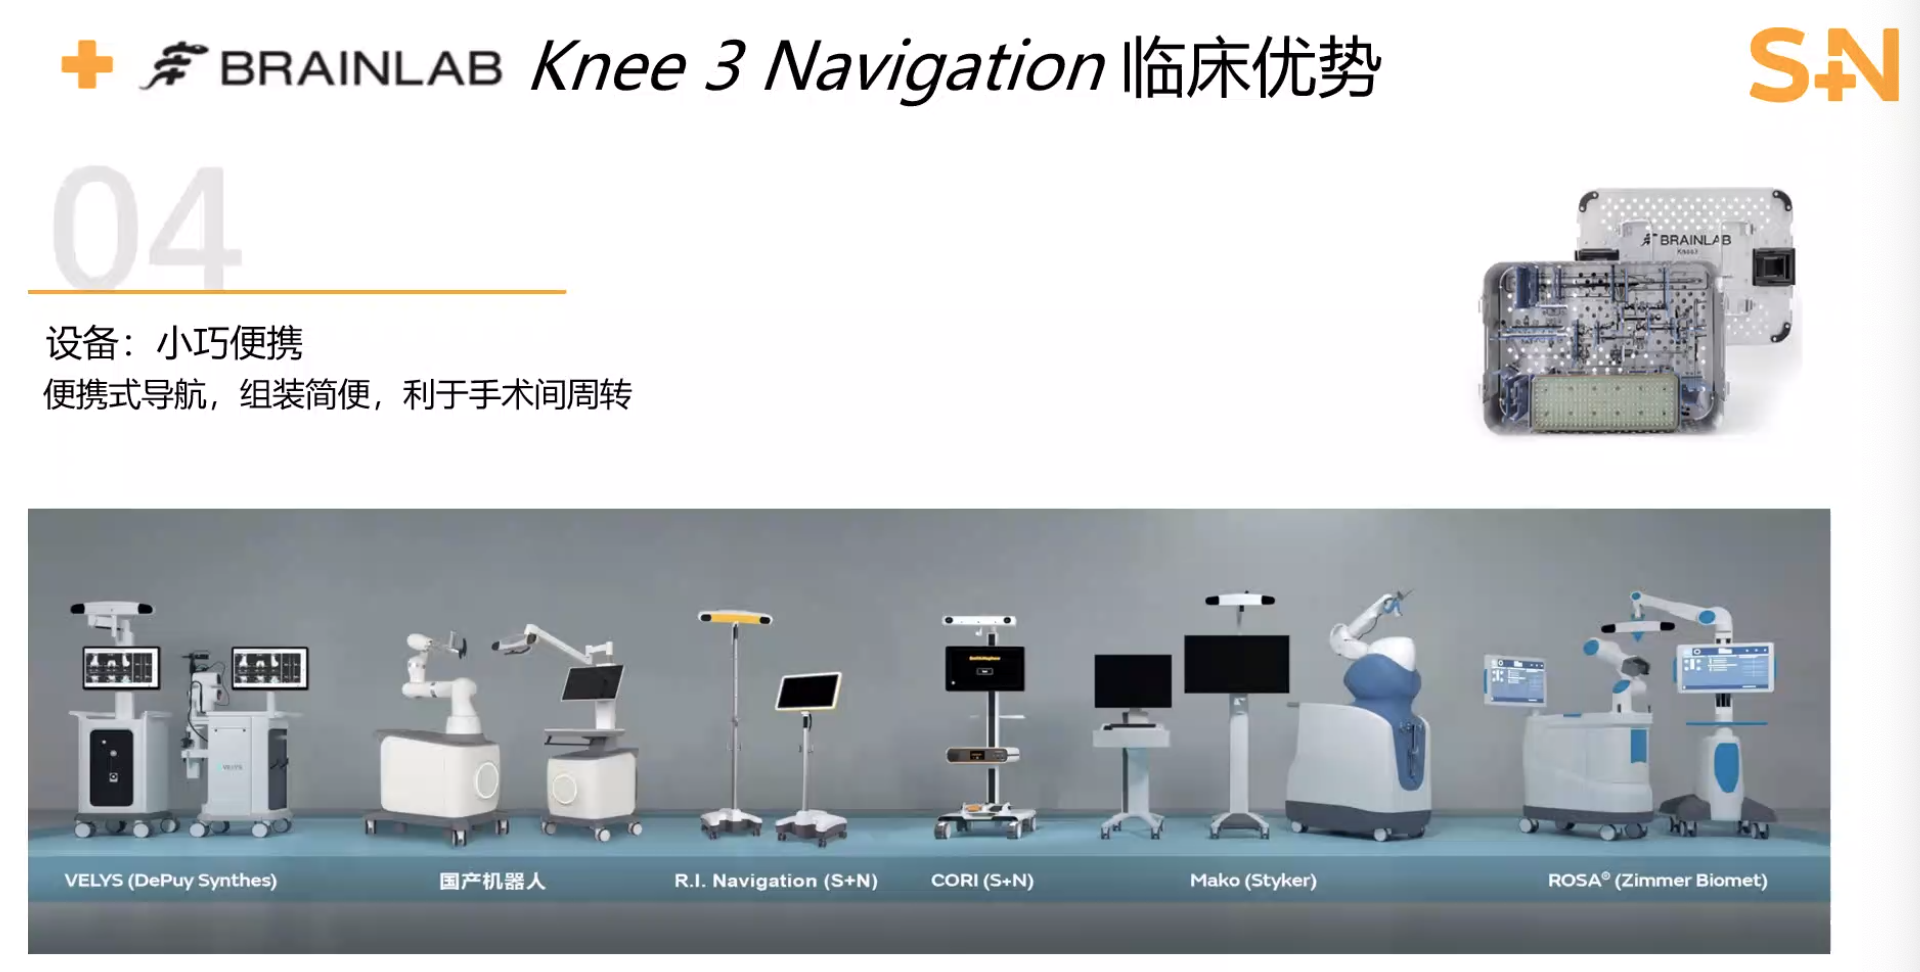 BRAINLAB Knee 3 Navigation 临床优势
S+N
04
设备：小巧便携
便携式导航，组装简便，利于手术间周转
BRAINLAB
Knee3
VELYS
VELYS (DePuy Synthes)
国产机器人
R.I. Navigation (S+N)
CORI (S+N)
Mako (Styker)
ROSA® (Zimmer Biomet)